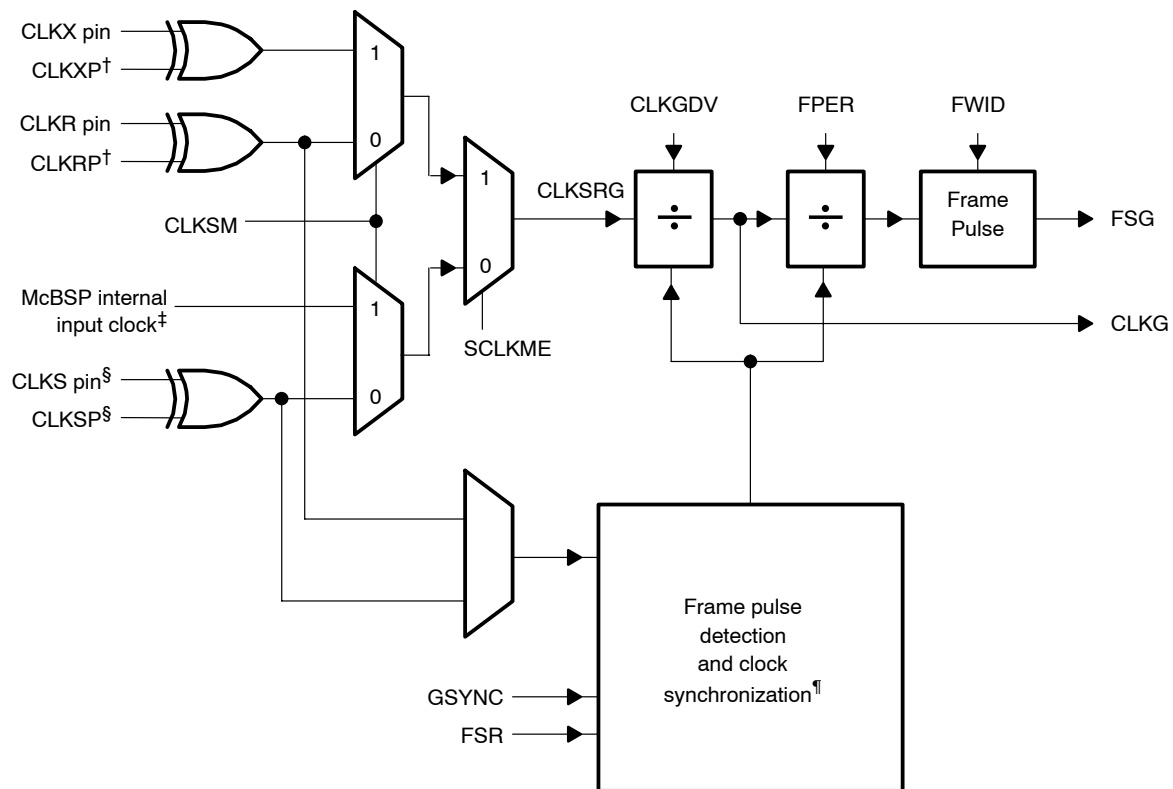 CLKX pin
CLKXP†
CLKR pin
CLKRP†
1
0
CLKSM
McBSP internal
input clock‡
CLKS pin§
CLKSP§
1
0
1
0
SCLKME
CLKSRG
CLKGDV
FPER
FWID
÷
÷
Frame
Pulse
FSG
CLKG
Frame pulse
detection
and clock
synchronization¶
GSYNC
FSR